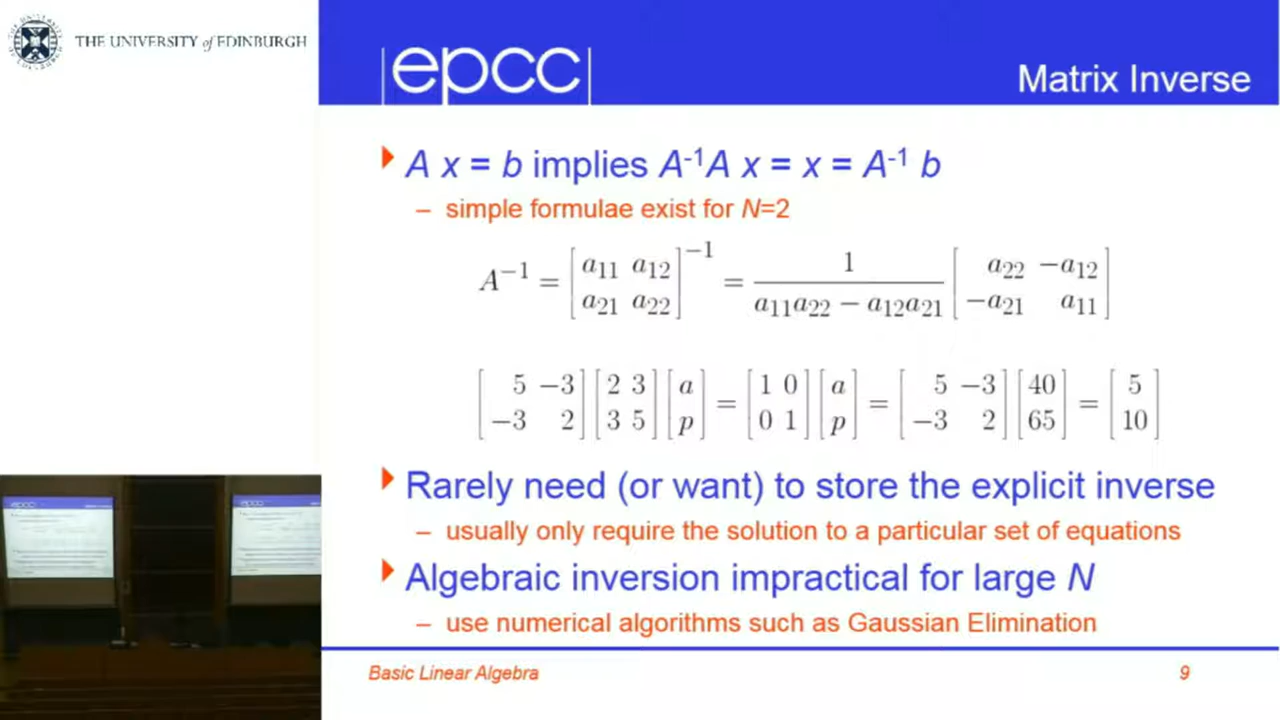 THE UNIVERSITY of EDINBURGH
epcc
Matrix Inverse
A x = b implies A⁻¹A x = x = A⁻¹ b
– simple formulae exist for N=2
A⁻¹ = [a₁₁ a₁₂; a₂₁ a₂₂]⁻¹ = 1/(a₁₁a₂₂ − a₁₂a₂₁) [a₂₂ −a₁₂; −a₂₁ a₁₁]
[5 −3; −3 2] [2 3; 3 5] [a; p] = [1 0; 0 1] [a; p] = [5 −3; −3 2] [40; 65] = [5; 10]
Rarely need (or want) to store the explicit inverse
– usually only require the solution to a particular set of equations
Algebraic inversion impractical for large N
– use numerical algorithms such as Gaussian Elimination
Basic Linear Algebra
9
epcc
epcc